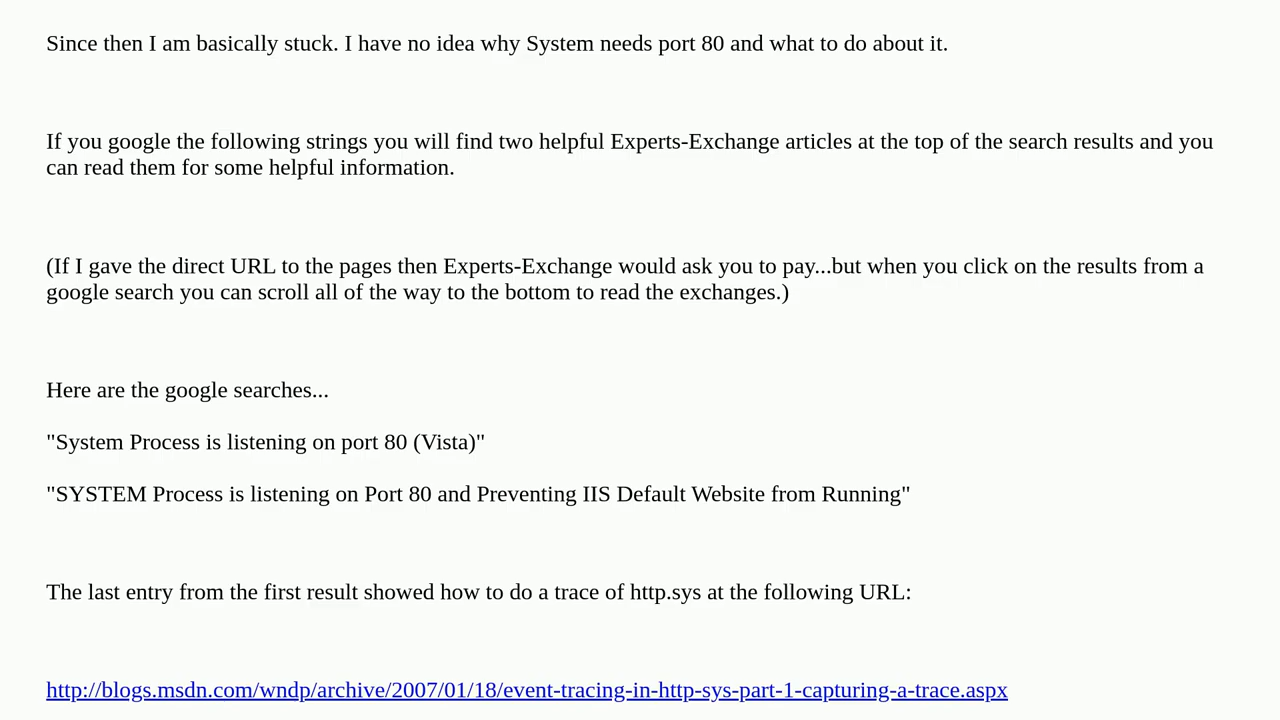 Since then I am basically stuck. I have no idea why System needs port 80 and what to do about it.
If you google the following strings you will find two helpful Experts-Exchange articles at the top of the search results and you
can read them for some helpful information.
(If I gave the direct URL to the pages then Experts-Exchange would ask you to pay...but when you click on the results from a
google search you can scroll all of the way to the bottom to read the exchanges.)
Here are the google searches...
"System Process is listening on port 80 (Vista)"
"SYSTEM Process is listening on Port 80 and Preventing IIS Default Website from Running"
The last entry from the first result showed how to do a trace of http.sys at the following URL:
http://blogs.msdn.com/wndp/archive/2007/01/18/event-tracing-in-http-sys-part-1-capturing-a-trace.aspx